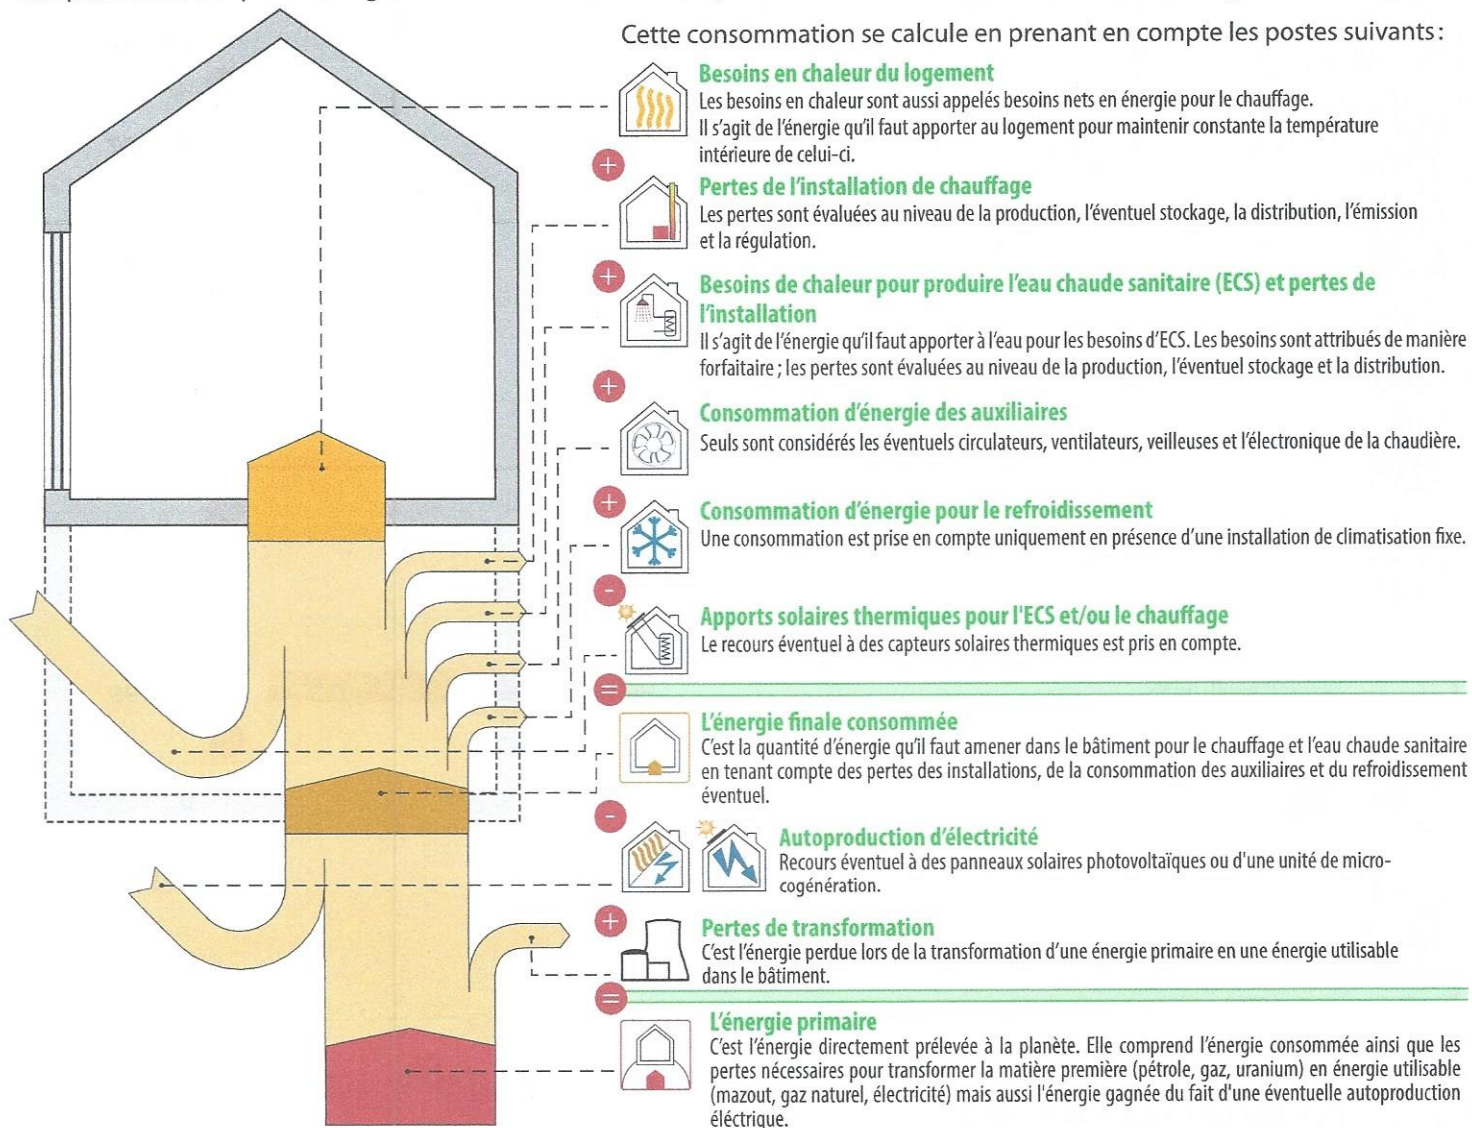 Cette consommation se calcule en prenant en compte les postes suivants :
Besoins en chaleur du logement
Les besoins en chaleur sont aussi appelés besoins nets en énergie pour le chauffage.
Il s'agit de l'énergie qu'il faut apporter au logement pour maintenir constante la température
intérieure de celui-ci.
+
Pertes de l'installation de chauffage
Les pertes sont évaluées au niveau de la production, l'éventuel stockage, la distribution, l'émission
et la régulation.
+
Besoins de chaleur pour produire l'eau chaude sanitaire (ECS) et pertes de
l'installation
Il s'agit de l'énergie qu'il faut apporter à l'eau pour les besoins d'ECS. Les besoins sont attribués de manière
forfaitaire ; les pertes sont évaluées au niveau de la production, l'éventuel stockage et la distribution.
+
Consommation d'énergie des auxiliaires
Seuls sont considérés les éventuels circulateurs, ventilateurs, veilleuses et l'électronique de la chaudière.
+
Consommation d'énergie pour le refroidissement
Une consommation est prise en compte uniquement en présence d'une installation de climatisation fixe.
-
Apports solaires thermiques pour l'ECS et/ou le chauffage
Le recours éventuel à des capteurs solaires thermiques est pris en compte.
=
L'énergie finale consommée
C'est la quantité d'énergie qu'il faut amener dans le bâtiment pour le chauffage et l'eau chaude sanitaire
en tenant compte des pertes des installations, de la consommation des auxiliaires et du refroidissement
éventuel.
-
Autoproduction d'électricité
Recours éventuel à des panneaux solaires photovoltaïques ou d'une unité de micro-
cogénération.
+
Pertes de transformation
C'est l'énergie perdue lors de la transformation d'une énergie primaire en une énergie utilisable
dans le bâtiment.
=
L'énergie primaire
C'est l'énergie directement prélevée à la planète. Elle comprend l'énergie consommée ainsi que les
pertes nécessaires pour transformer la matière première (pétrole, gaz, uranium) en énergie utilisable
(mazout, gaz naturel, électricité) mais aussi l'énergie gagnée du fait d'une éventuelle autoproduction
éléctrique.